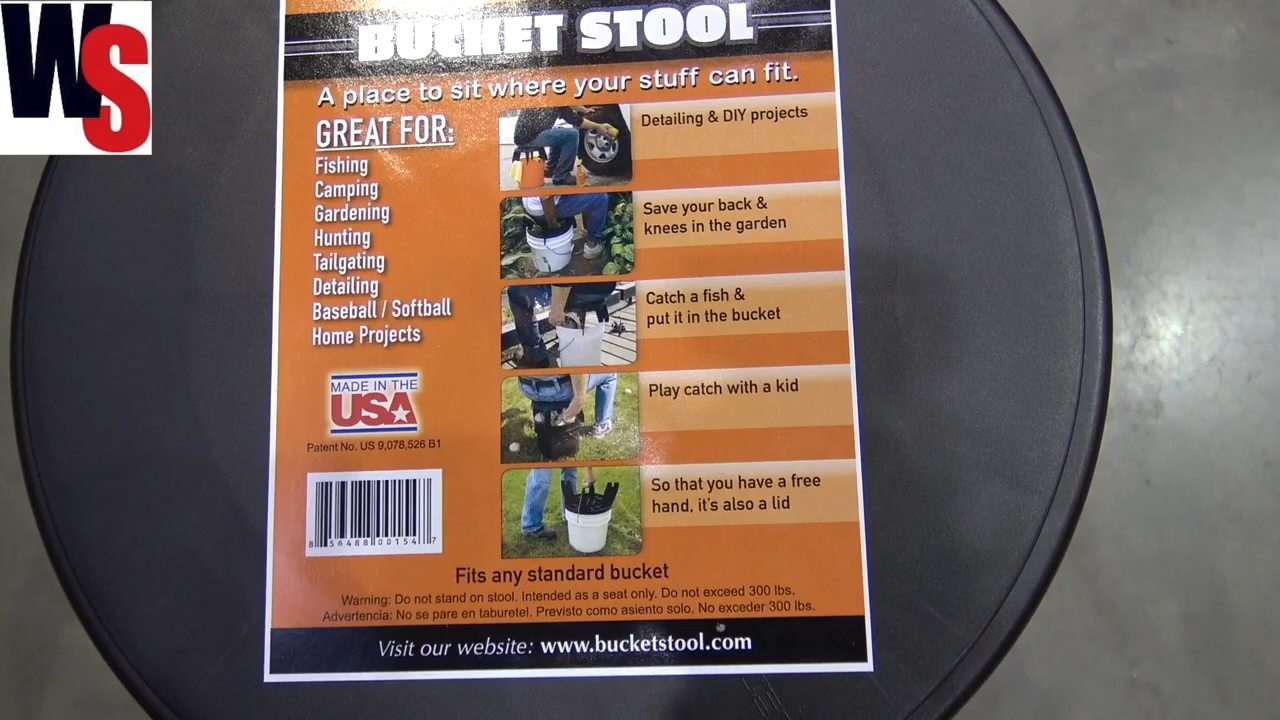 WS
BUCKET STOOL
A place to sit where your stuff can fit.
GREAT FOR:
Fishing
Camping
Gardening
Hunting
Tailgating
Detailing
Baseball / Softball
Home Projects
MADE IN THE
USA
Patent No. US 9,078,526 B1
8 56488 00154 7
Detailing & DIY projects
Save your back &
knees in the garden
Catch a fish &
put it in the bucket
Play catch with a kid
So that you have a free
hand, it's also a lid
Fits any standard bucket
Warning: Do not stand on stool. Intended as a seat only. Do not exceed 300 lbs.
Advertencia: No se pare en taburetel. Previsto como asiento solo. No exceder 300 lbs.
Visit our website: www.bucketstool.com